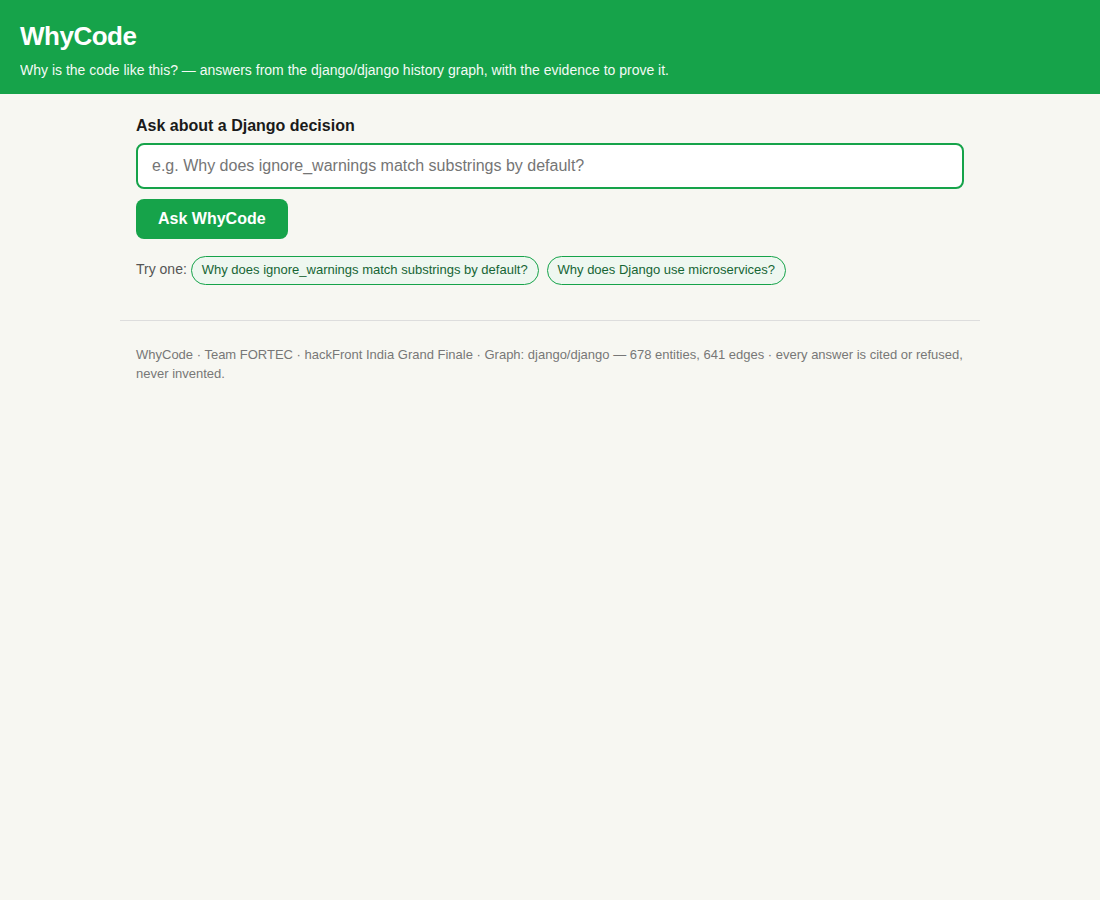 WhyCode
Why is the code like this? — answers from the django/django history graph, with the evidence to prove it.
Ask about a Django decision
e.g. Why does ignore_warnings match substrings by default?
Ask WhyCode
Try one: Why does ignore_warnings match substrings by default? Why does Django use microservices?
WhyCode · Team FORTEC · hackFront India Grand Finale · Graph: django/django — 678 entities, 641 edges · every answer is cited or refused,
never invented.